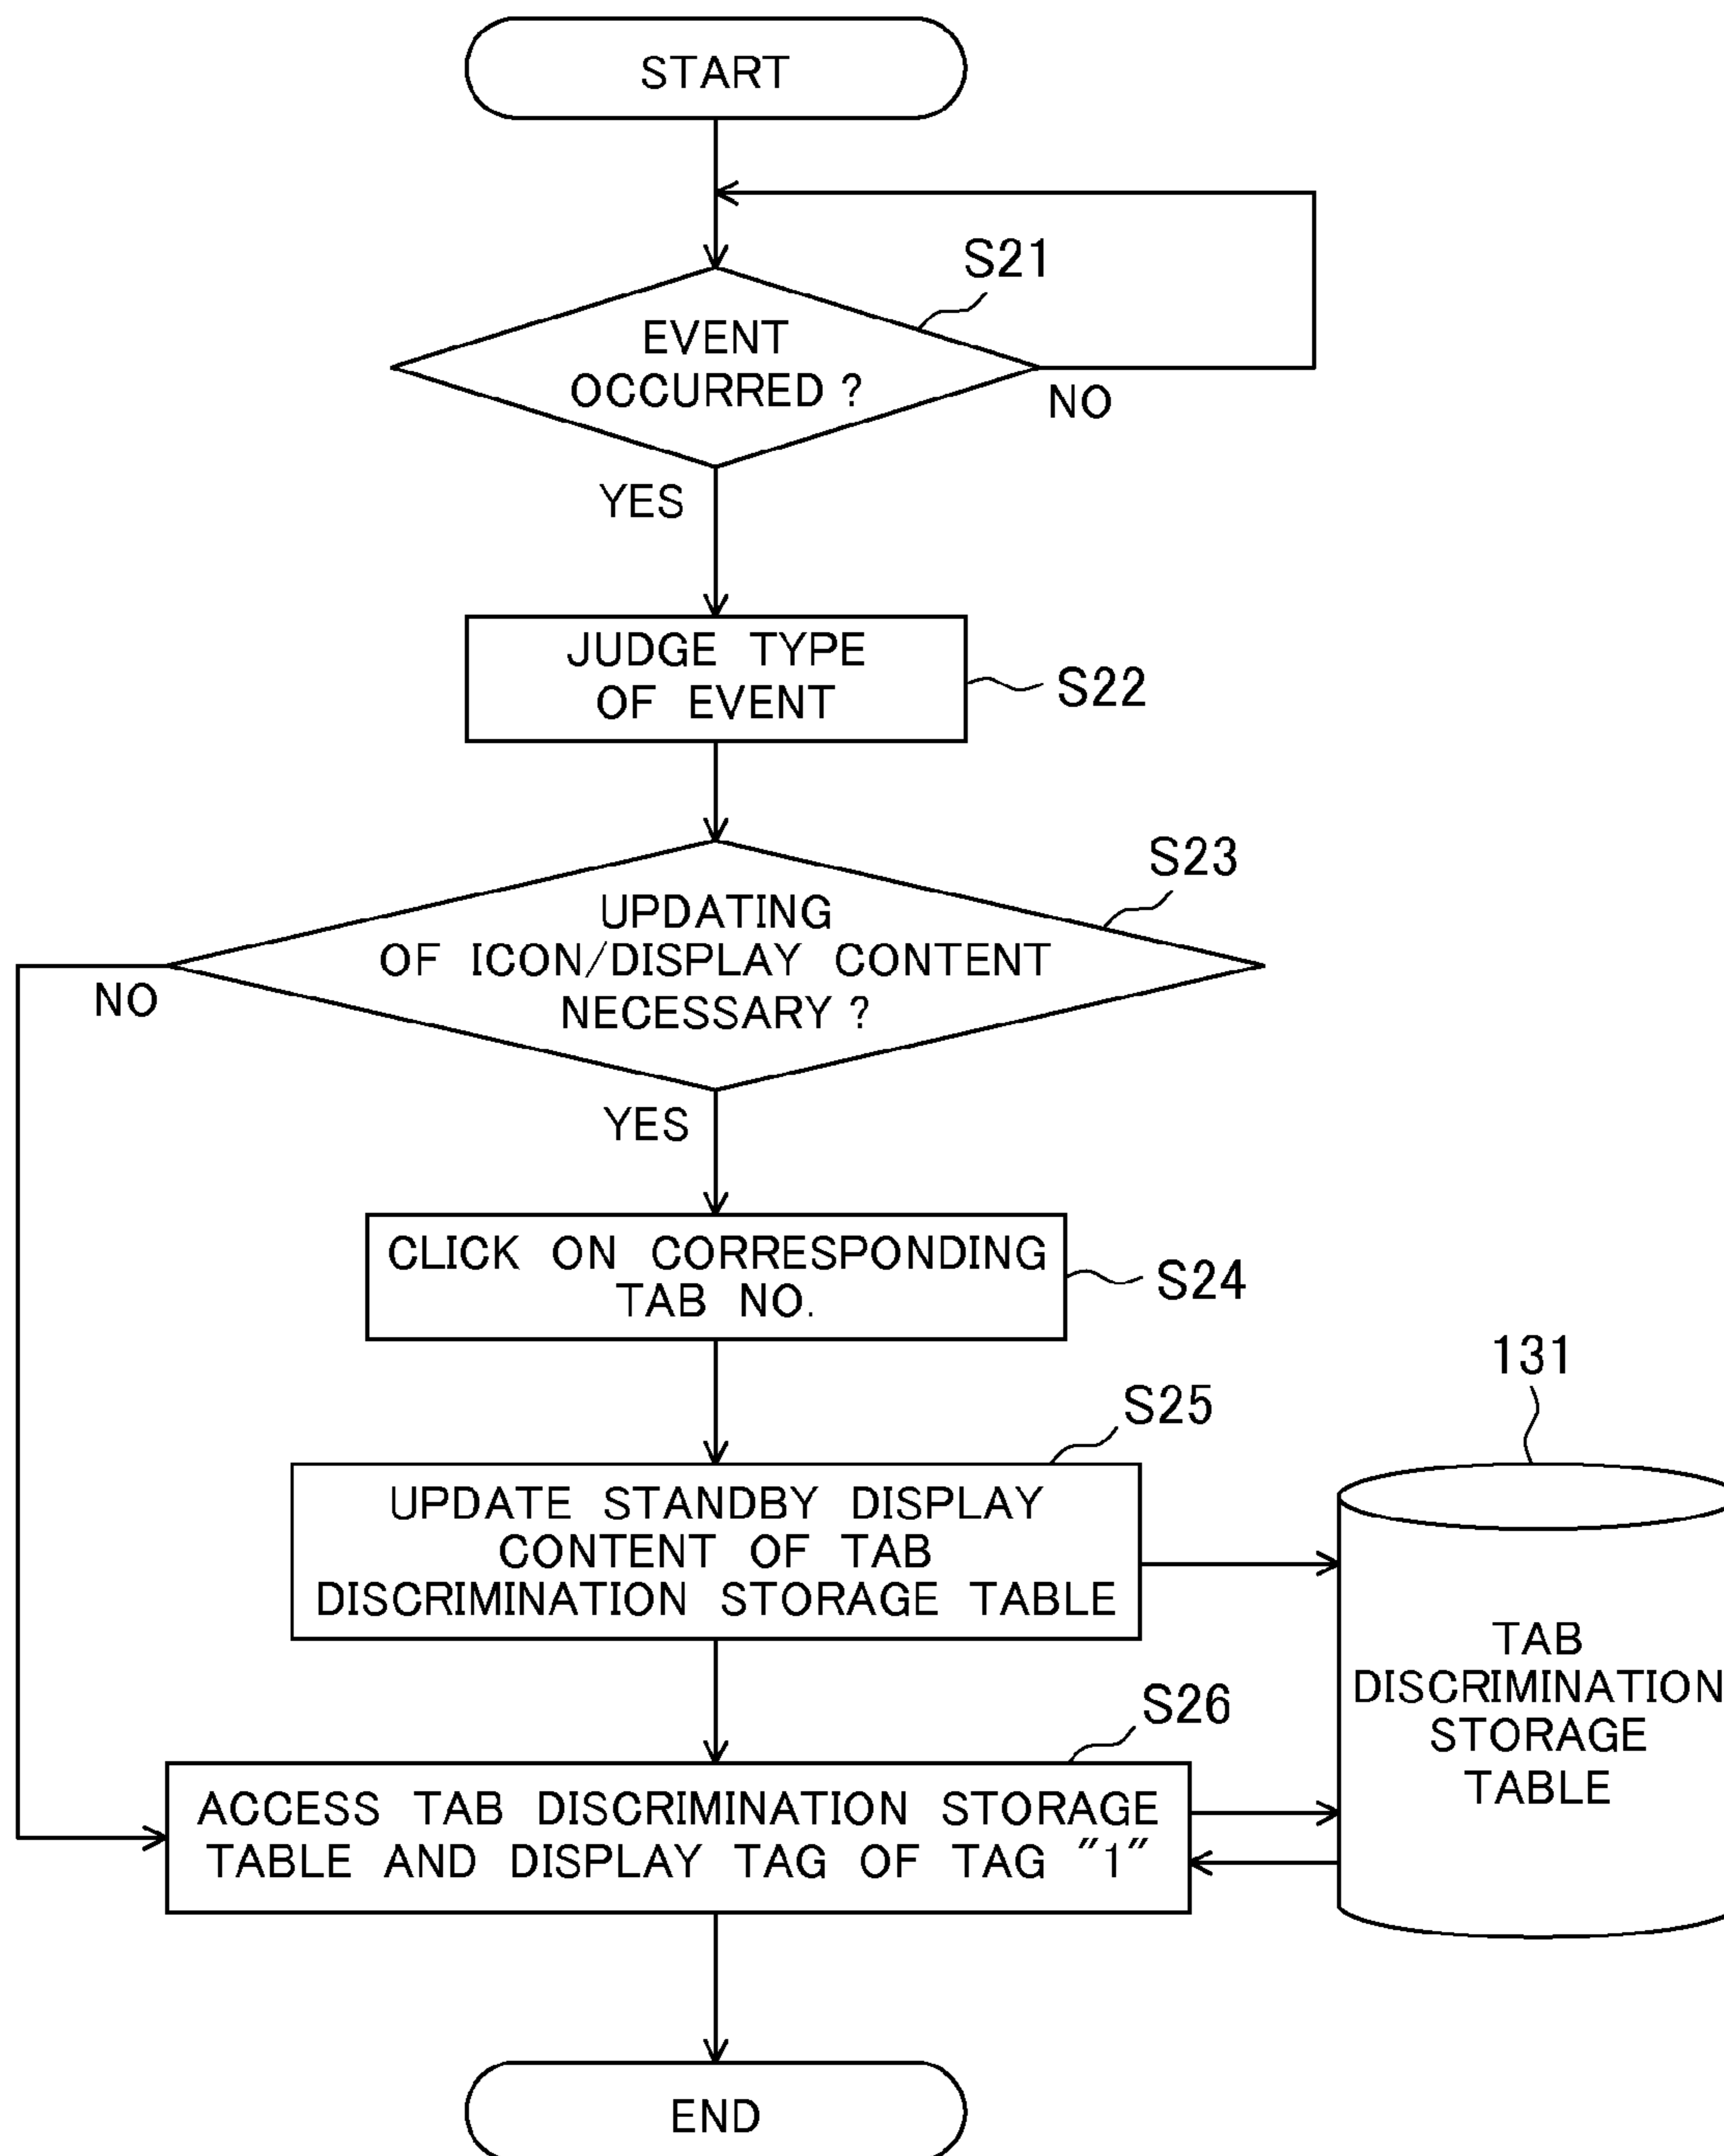 START
S21
EVENT
OCCURRED ?
NO
YES
JUDGE TYPE
OF EVENT
S22
S23
UPDATING
OF ICON/DISPLAY CONTENT
NECESSARY ?
NO
YES
CLICK ON CORRESPONDING
TAB NO.
S24
131
S25
UPDATE STANDBY DISPLAY
CONTENT OF TAB
DISCRIMINATION STORAGE TABLE
TAB
DISCRIMINATION
STORAGE
TABLE
S26
ACCESS TAB DISCRIMINATION STORAGE
TABLE AND DISPLAY TAG OF TAG "1"
END